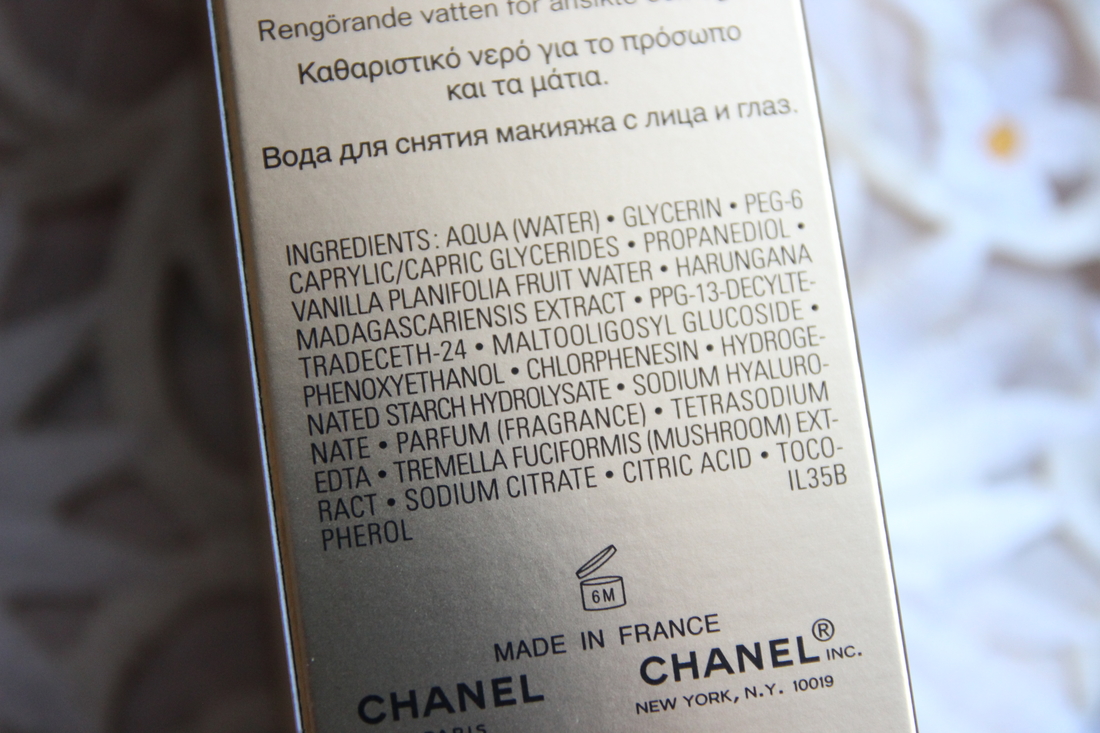 Rengörande vatten för ansikte
Καθαριστικό νερό για το πρόσωπο
και τα μάτια.
Вода для снятия макияжа с лица и глаз.
INGREDIENTS: AQUA (WATER) • GLYCERIN • PEG-6
CAPRYLIC/CAPRIC GLYCERIDES • PROPANEDIOL •
VANILLA PLANIFOLIA FRUIT WATER • HARUNGANA
MADAGASCARIENSIS EXTRACT • PPG-13-DECYLTE-
TRADECETH-24 • MALTOOLIGOSYL GLUCOSIDE •
PHENOXYETHANOL • CHLORPHENESIN • HYDROGE-
NATED STARCH HYDROLYSATE • SODIUM HYALURO-
NATE • PARFUM (FRAGRANCE) • TETRASODIUM
EDTA • TREMELLA FUCIFORMIS (MUSHROOM) EXT-
RACT • SODIUM CITRATE • CITRIC ACID • TOCO-
PHEROL IL35B
6M
MADE IN FRANCE
CHANEL CHANEL® INC.
PARIS NEW YORK, N.Y. 10019